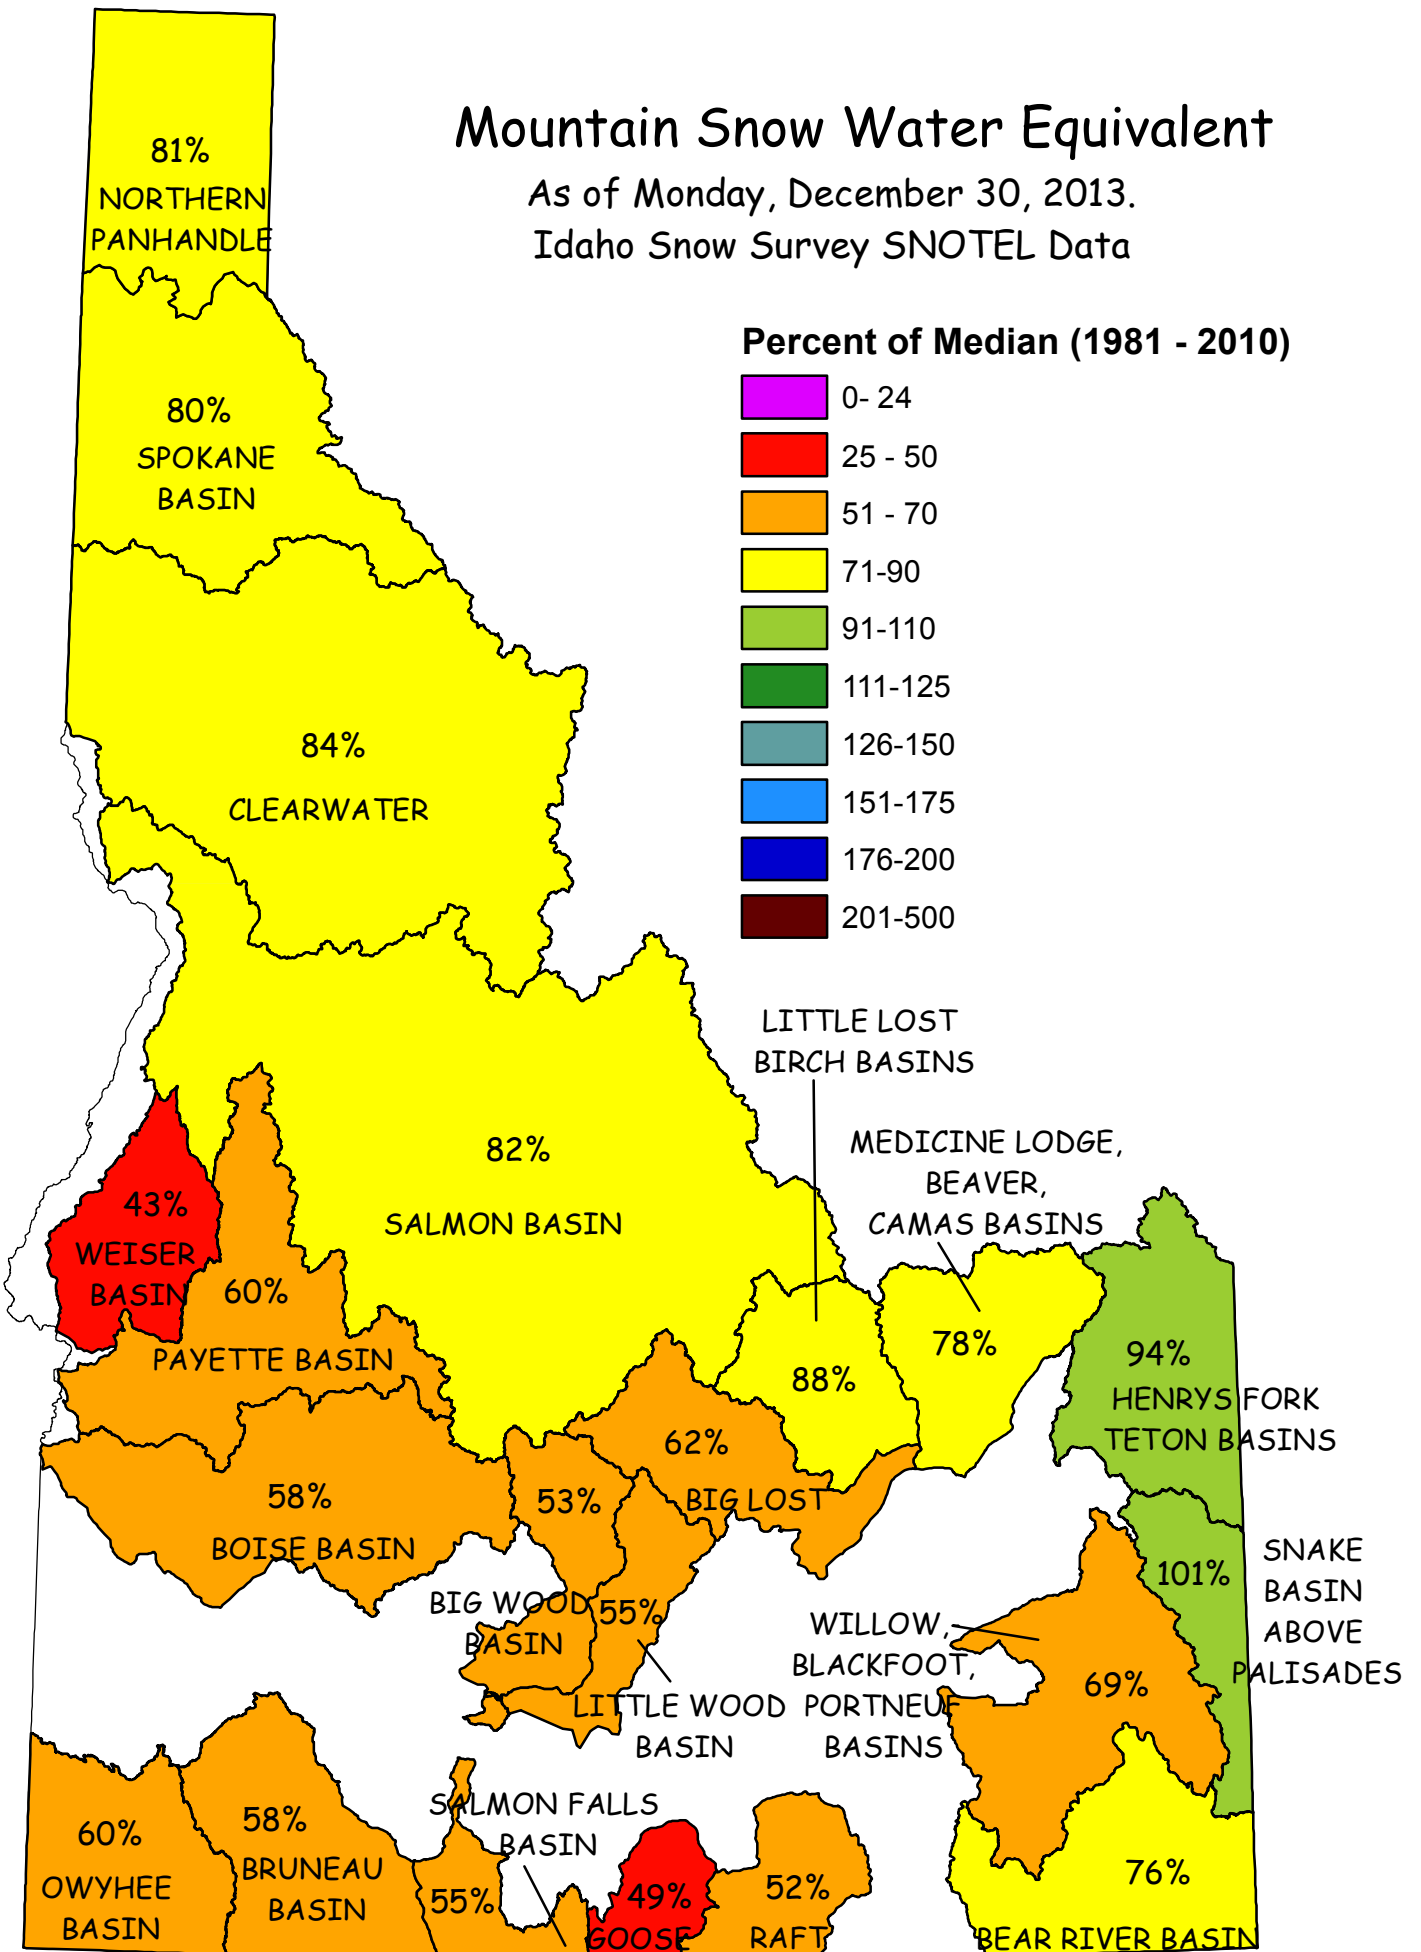 Mountain Snow Water Equivalent
As of Monday, December 30, 2013.
Idaho Snow Survey SNOTEL Data
Percent of Median (1981 - 2010)
0- 24
25 - 50
51 - 70
71-90
91-110
111-125
126-150
151-175
176-200
201-500
81%
NORTHERN
PANHANDLE
80%
SPOKANE
BASIN
84%
CLEARWATER
82%
SALMON BASIN
43%
WEISER
BASIN
60%
PAYETTE BASIN
LITTLE LOST
BIRCH BASINS
88%
MEDICINE LODGE,
BEAVER,
CAMAS BASINS
78%
94%
HENRYS FORK
TETON BASINS
62%
BIG LOST
58%
BOISE BASIN
53%
BIG WOOD
BASIN
55%
LITTLE WOOD
BASIN
101%
SNAKE
BASIN
ABOVE
PALISADES
WILLOW,
BLACKFOOT,
PORTNEUF
BASINS
69%
60%
OWYHEE
BASIN
58%
BRUNEAU
BASIN
SALMON FALLS
BASIN
55%
49%
GOOSE
52%
RAFT
76%
BEAR RIVER BASIN